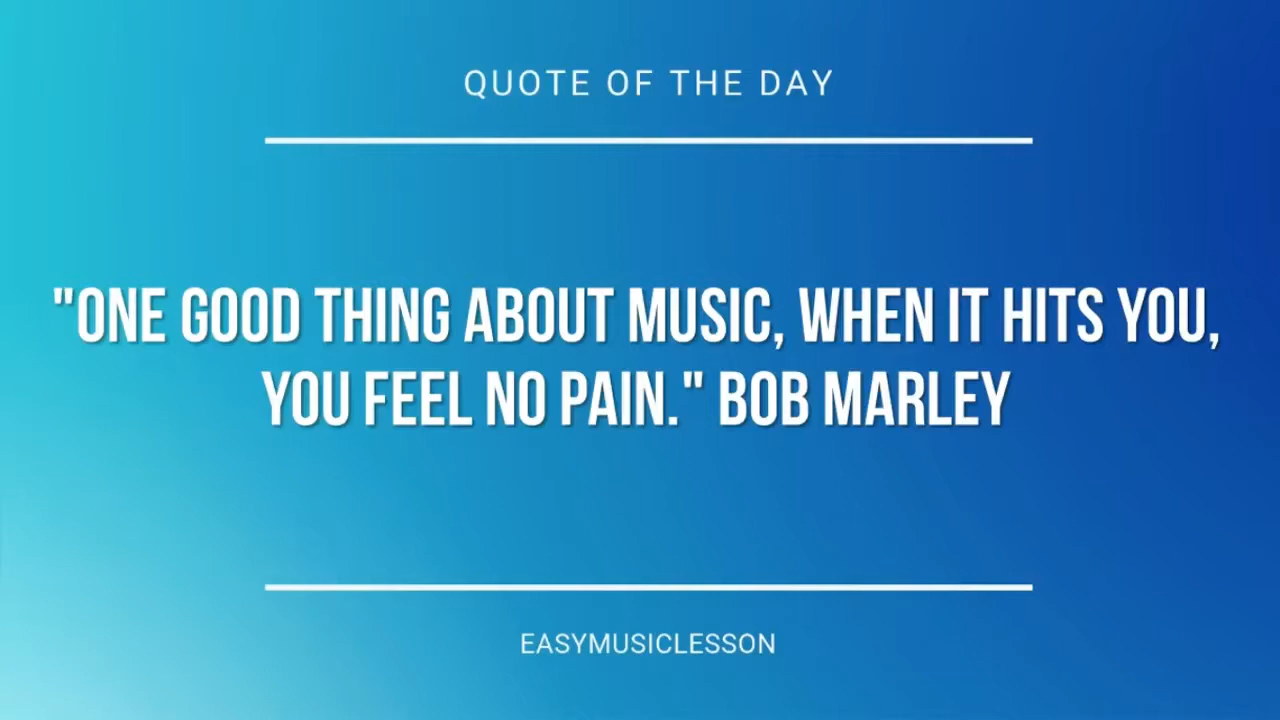 QUOTE OF THE DAY
"ONE GOOD THING ABOUT MUSIC, WHEN IT HITS YOU,
YOU FEEL NO PAIN." BOB MARLEY
EASYMUSICLESSON